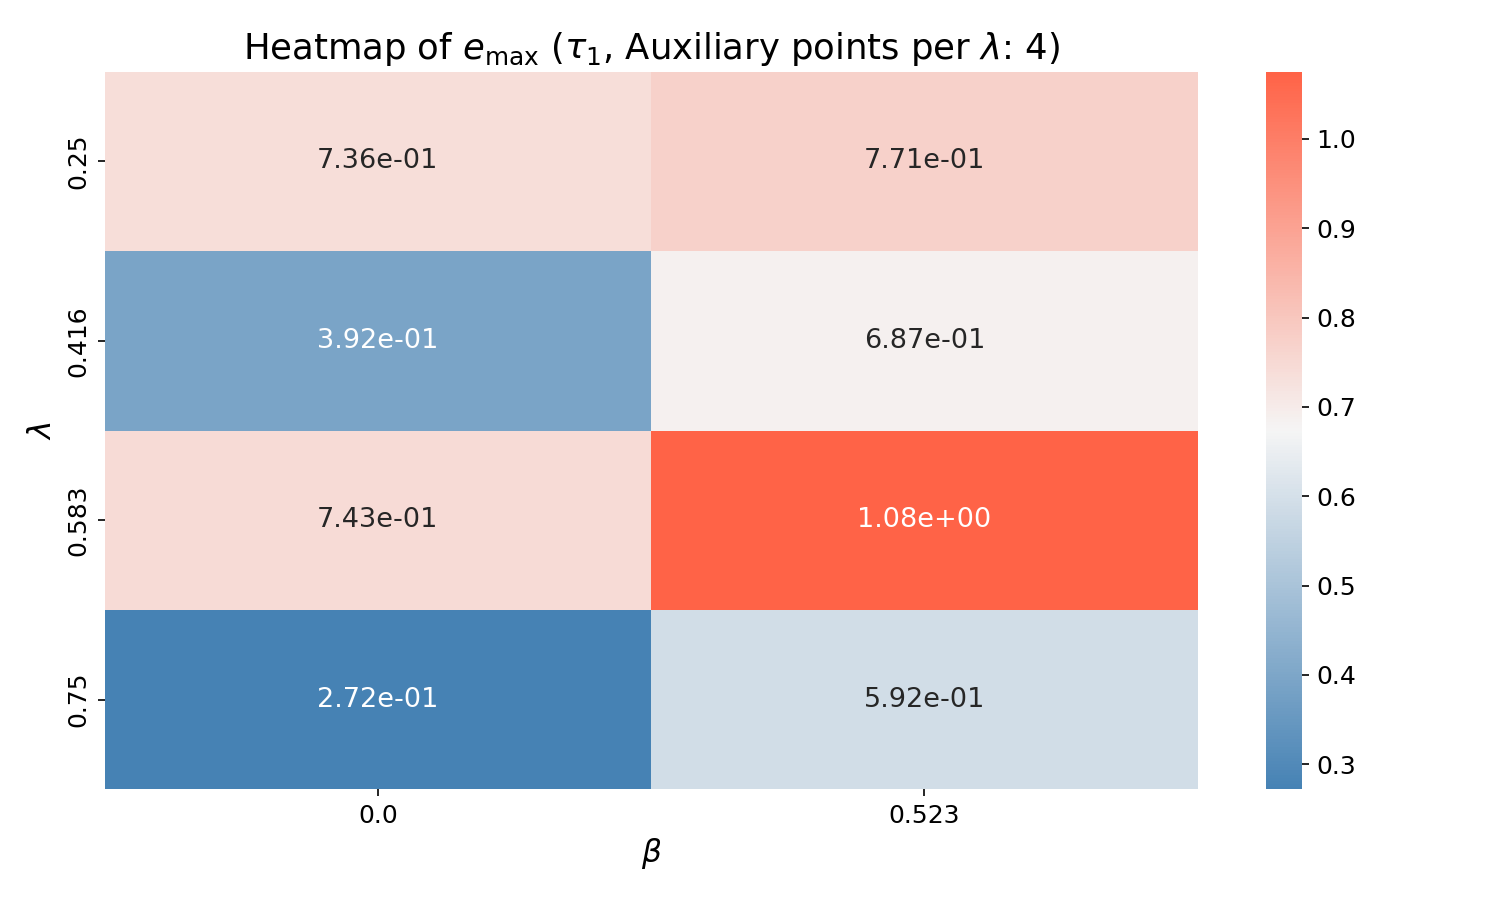 Heatmap of e_max (τ_1, Auxiliary points per λ: 4)
0.25
7.36e-01
7.71e-01
0.416
3.92e-01
6.87e-01
0.583
7.43e-01
1.08e+00
0.75
2.72e-01
5.92e-01
λ
0.0
0.523
β
1.0
0.9
0.8
0.7
0.6
0.5
0.4
0.3